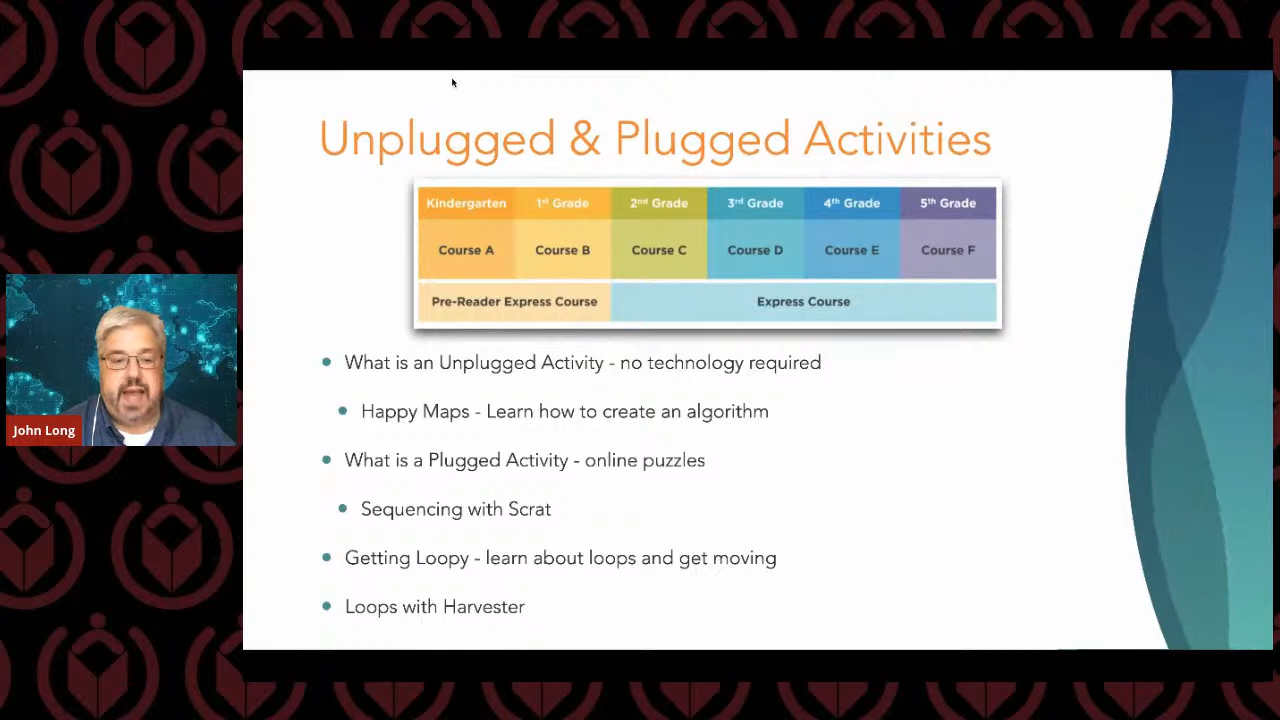 Unplugged & Plugged Activities
Kindergarten 1st Grade 2nd Grade 3rd Grade 4th Grade 5th Grade
Course A Course B Course C Course D Course E Course F
Pre-Reader Express Course Express Course
What is an Unplugged Activity - no technology required
Happy Maps - Learn how to create an algorithm
What is a Plugged Activity - online puzzles
Sequencing with Scrat
Getting Loopy - learn about loops and get moving
Loops with Harvester
John Long